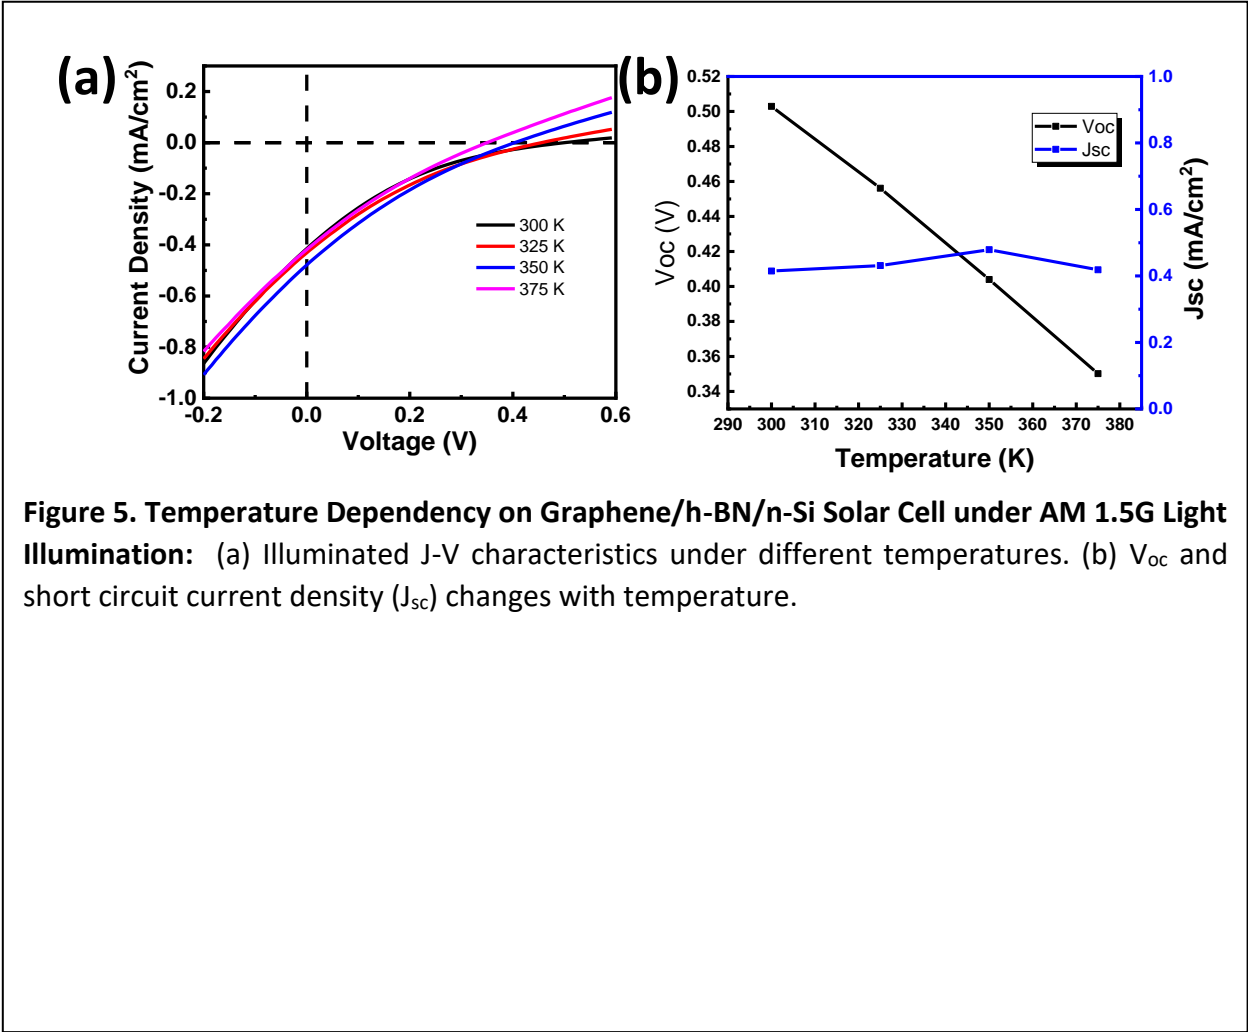 (a)
Current Density (mA/cm²)
0.2
0.0
-0.2
-0.4
-0.6
-0.8
-1.0
-0.2 0.0 0.2 0.4 0.6
Voltage (V)
300 K
325 K
350 K
375 K
(b)
Voc (V)
0.52
0.50
0.48
0.46
0.44
0.42
0.40
0.38
0.36
0.34
290 300 310 320 330 340 350 360 370 380
Temperature (K)
Voc
Jsc
1.0
0.8
0.6
0.4
0.2
0.0
Jsc (mA/cm²)
Figure 5. Temperature Dependency on Graphene/h-BN/n-Si Solar Cell under AM 1.5G Light
Illumination: (a) Illuminated J-V characteristics under different temperatures. (b) Voc and
short circuit current density (Jsc) changes with temperature.